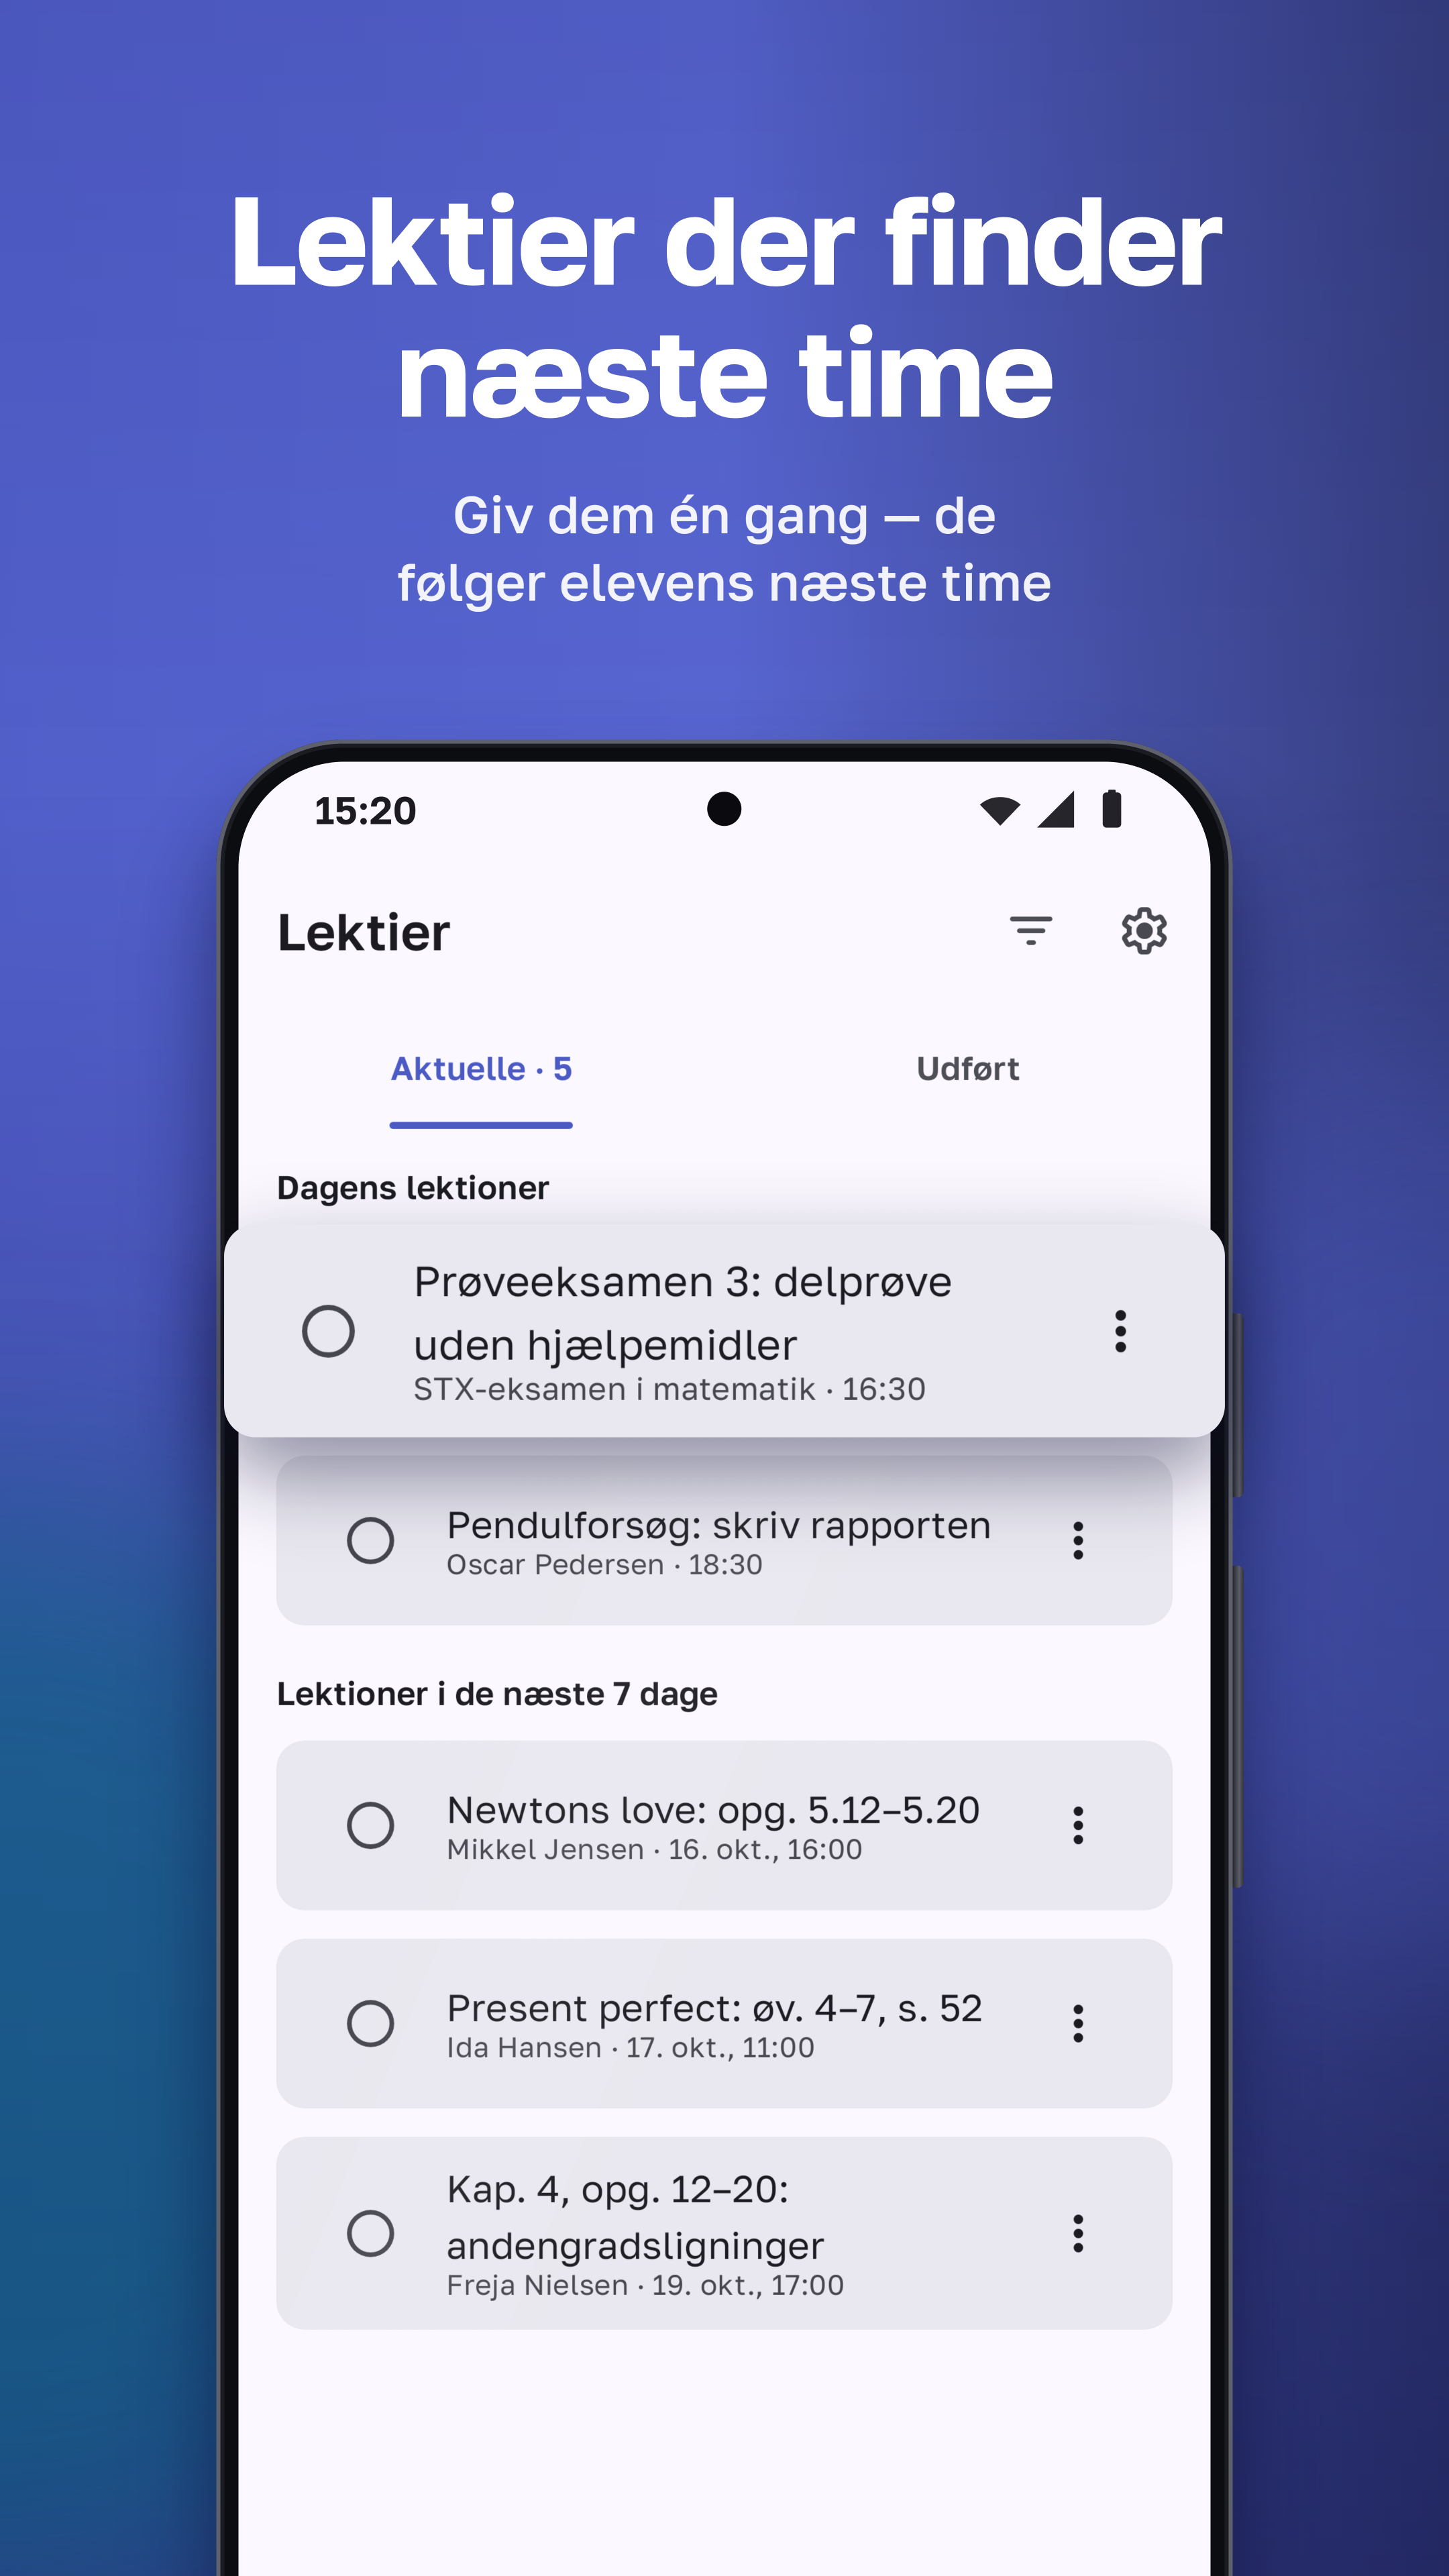 Lektier der finder
næste time
Giv dem én gang — de
følger elevens næste time
15:20
Lektier
Aktuelle · 5
Udført
Dagens lektioner
Prøveeksamen 3: delprøve
uden hjælpemidler
STX-eksamen i matematik · 16:30
Pendulforsøg: skriv rapporten
Oscar Pedersen · 18:30
Lektioner i de næste 7 dage
Newtons love: opg. 5.12–5.20
Mikkel Jensen · 16. okt., 16:00
Present perfect: øv. 4–7, s. 52
Ida Hansen · 17. okt., 11:00
Kap. 4, opg. 12–20:
andengradsligninger
Freja Nielsen · 19. okt., 17:00